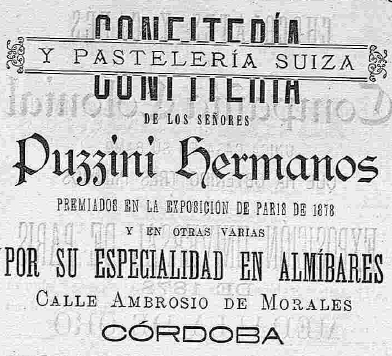 CONFITERÍA
Y PASTELERÍA SUIZA
DE LOS SEÑORES
Puzzini Hermanos
PREMIADOS EN LA EXPOSICION DE PARIS DE 1878
Y EN OTRAS VARIAS
POR SU ESPECIALIDAD EN ALMÍBARES
CALLE AMBROSIO DE MORALES
CÓRDOBA